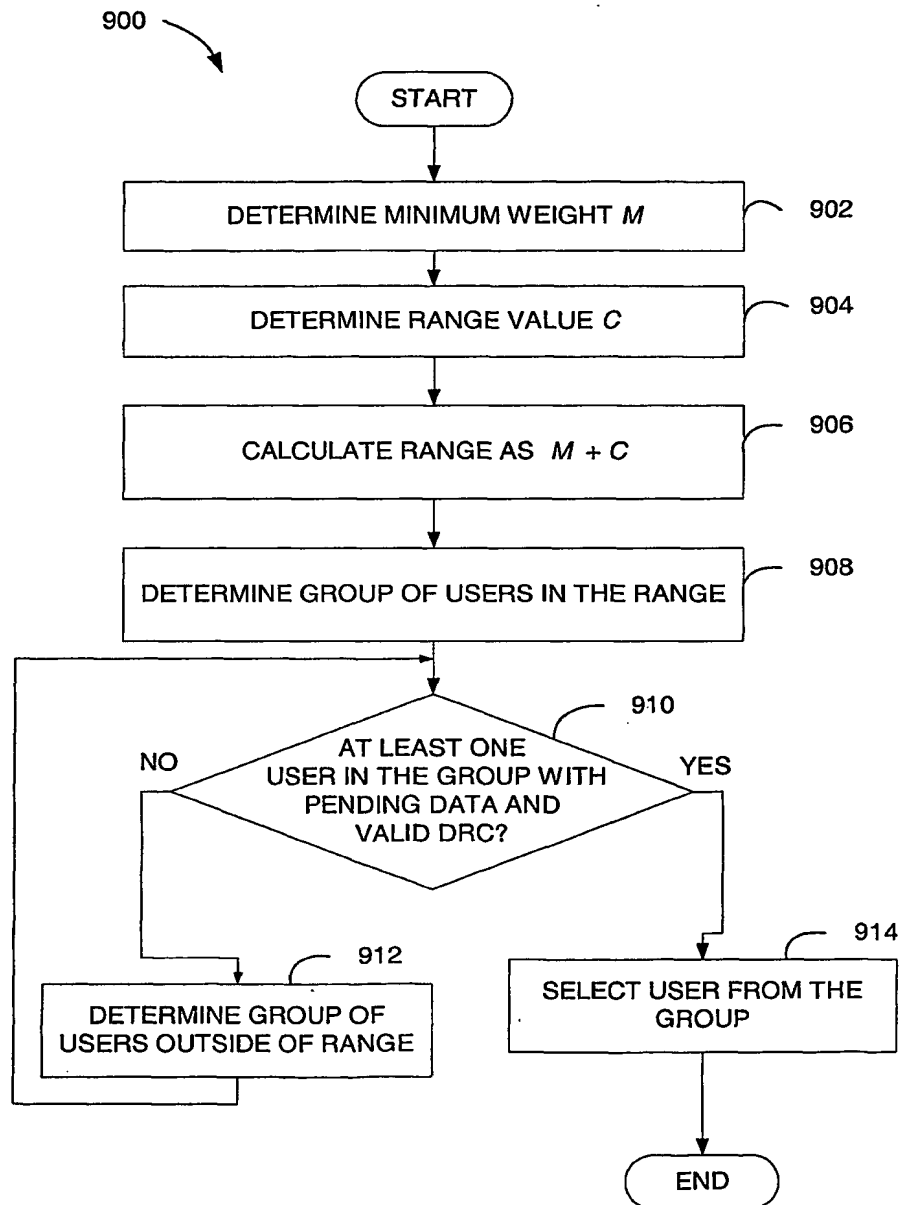 900
START
DETERMINE MINIMUM WEIGHT M
902
DETERMINE RANGE VALUE C
904
CALCULATE RANGE AS M + C
906
DETERMINE GROUP OF USERS IN THE RANGE
908
910
AT LEAST ONE
USER IN THE GROUP WITH
PENDING DATA AND
VALID DRC?
NO
YES
912
DETERMINE GROUP OF
USERS OUTSIDE OF RANGE
914
SELECT USER FROM THE
GROUP
END